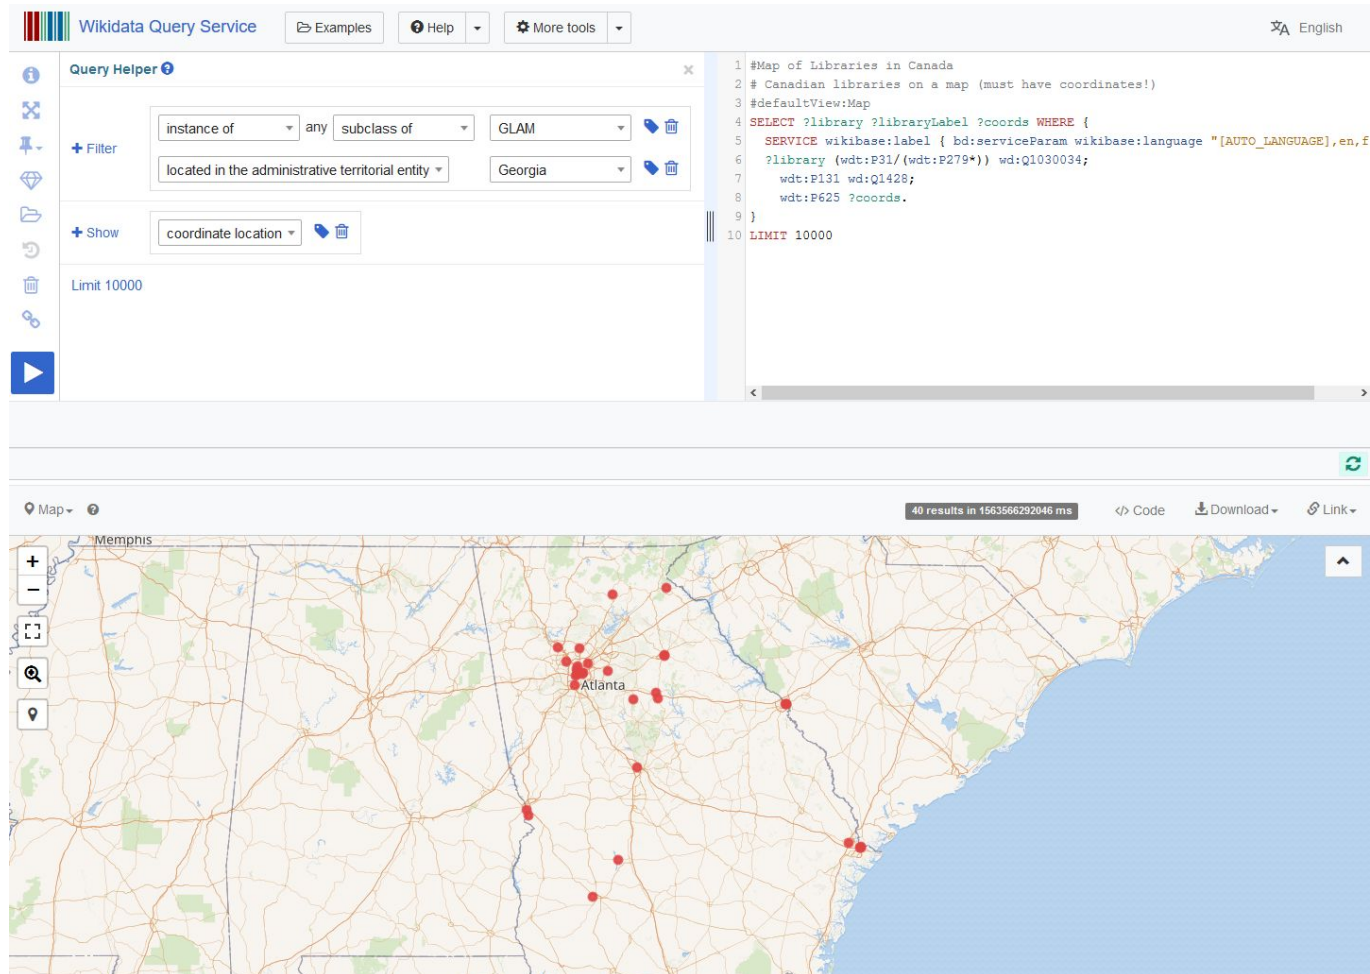 Wikidata Query Service
Examples
Help
More tools
English
Query Helper
+ Filter
instance of any subclass of GLAM
located in the administrative territorial entity Georgia
+ Show
coordinate location
Limit 10000
1 #Map of Libraries in Canada
2 # Canadian libraries on a map (must have coordinates!)
3 #defaultView:Map
4 SELECT ?library ?libraryLabel ?coords WHERE {
5 SERVICE wikibase:label { bd:serviceParam wikibase:language "[AUTO_LANGUAGE],en,f
6 ?library (wdt:P31/(wdt:P279*)) wd:Q1030034;
7 wdt:P131 wd:Q1428;
8 wdt:P625 ?coords.
9 }
10 LIMIT 10000
Map
40 results in 1563566292046 ms
</> Code
Download
Link
Memphis
+
−
Atlanta